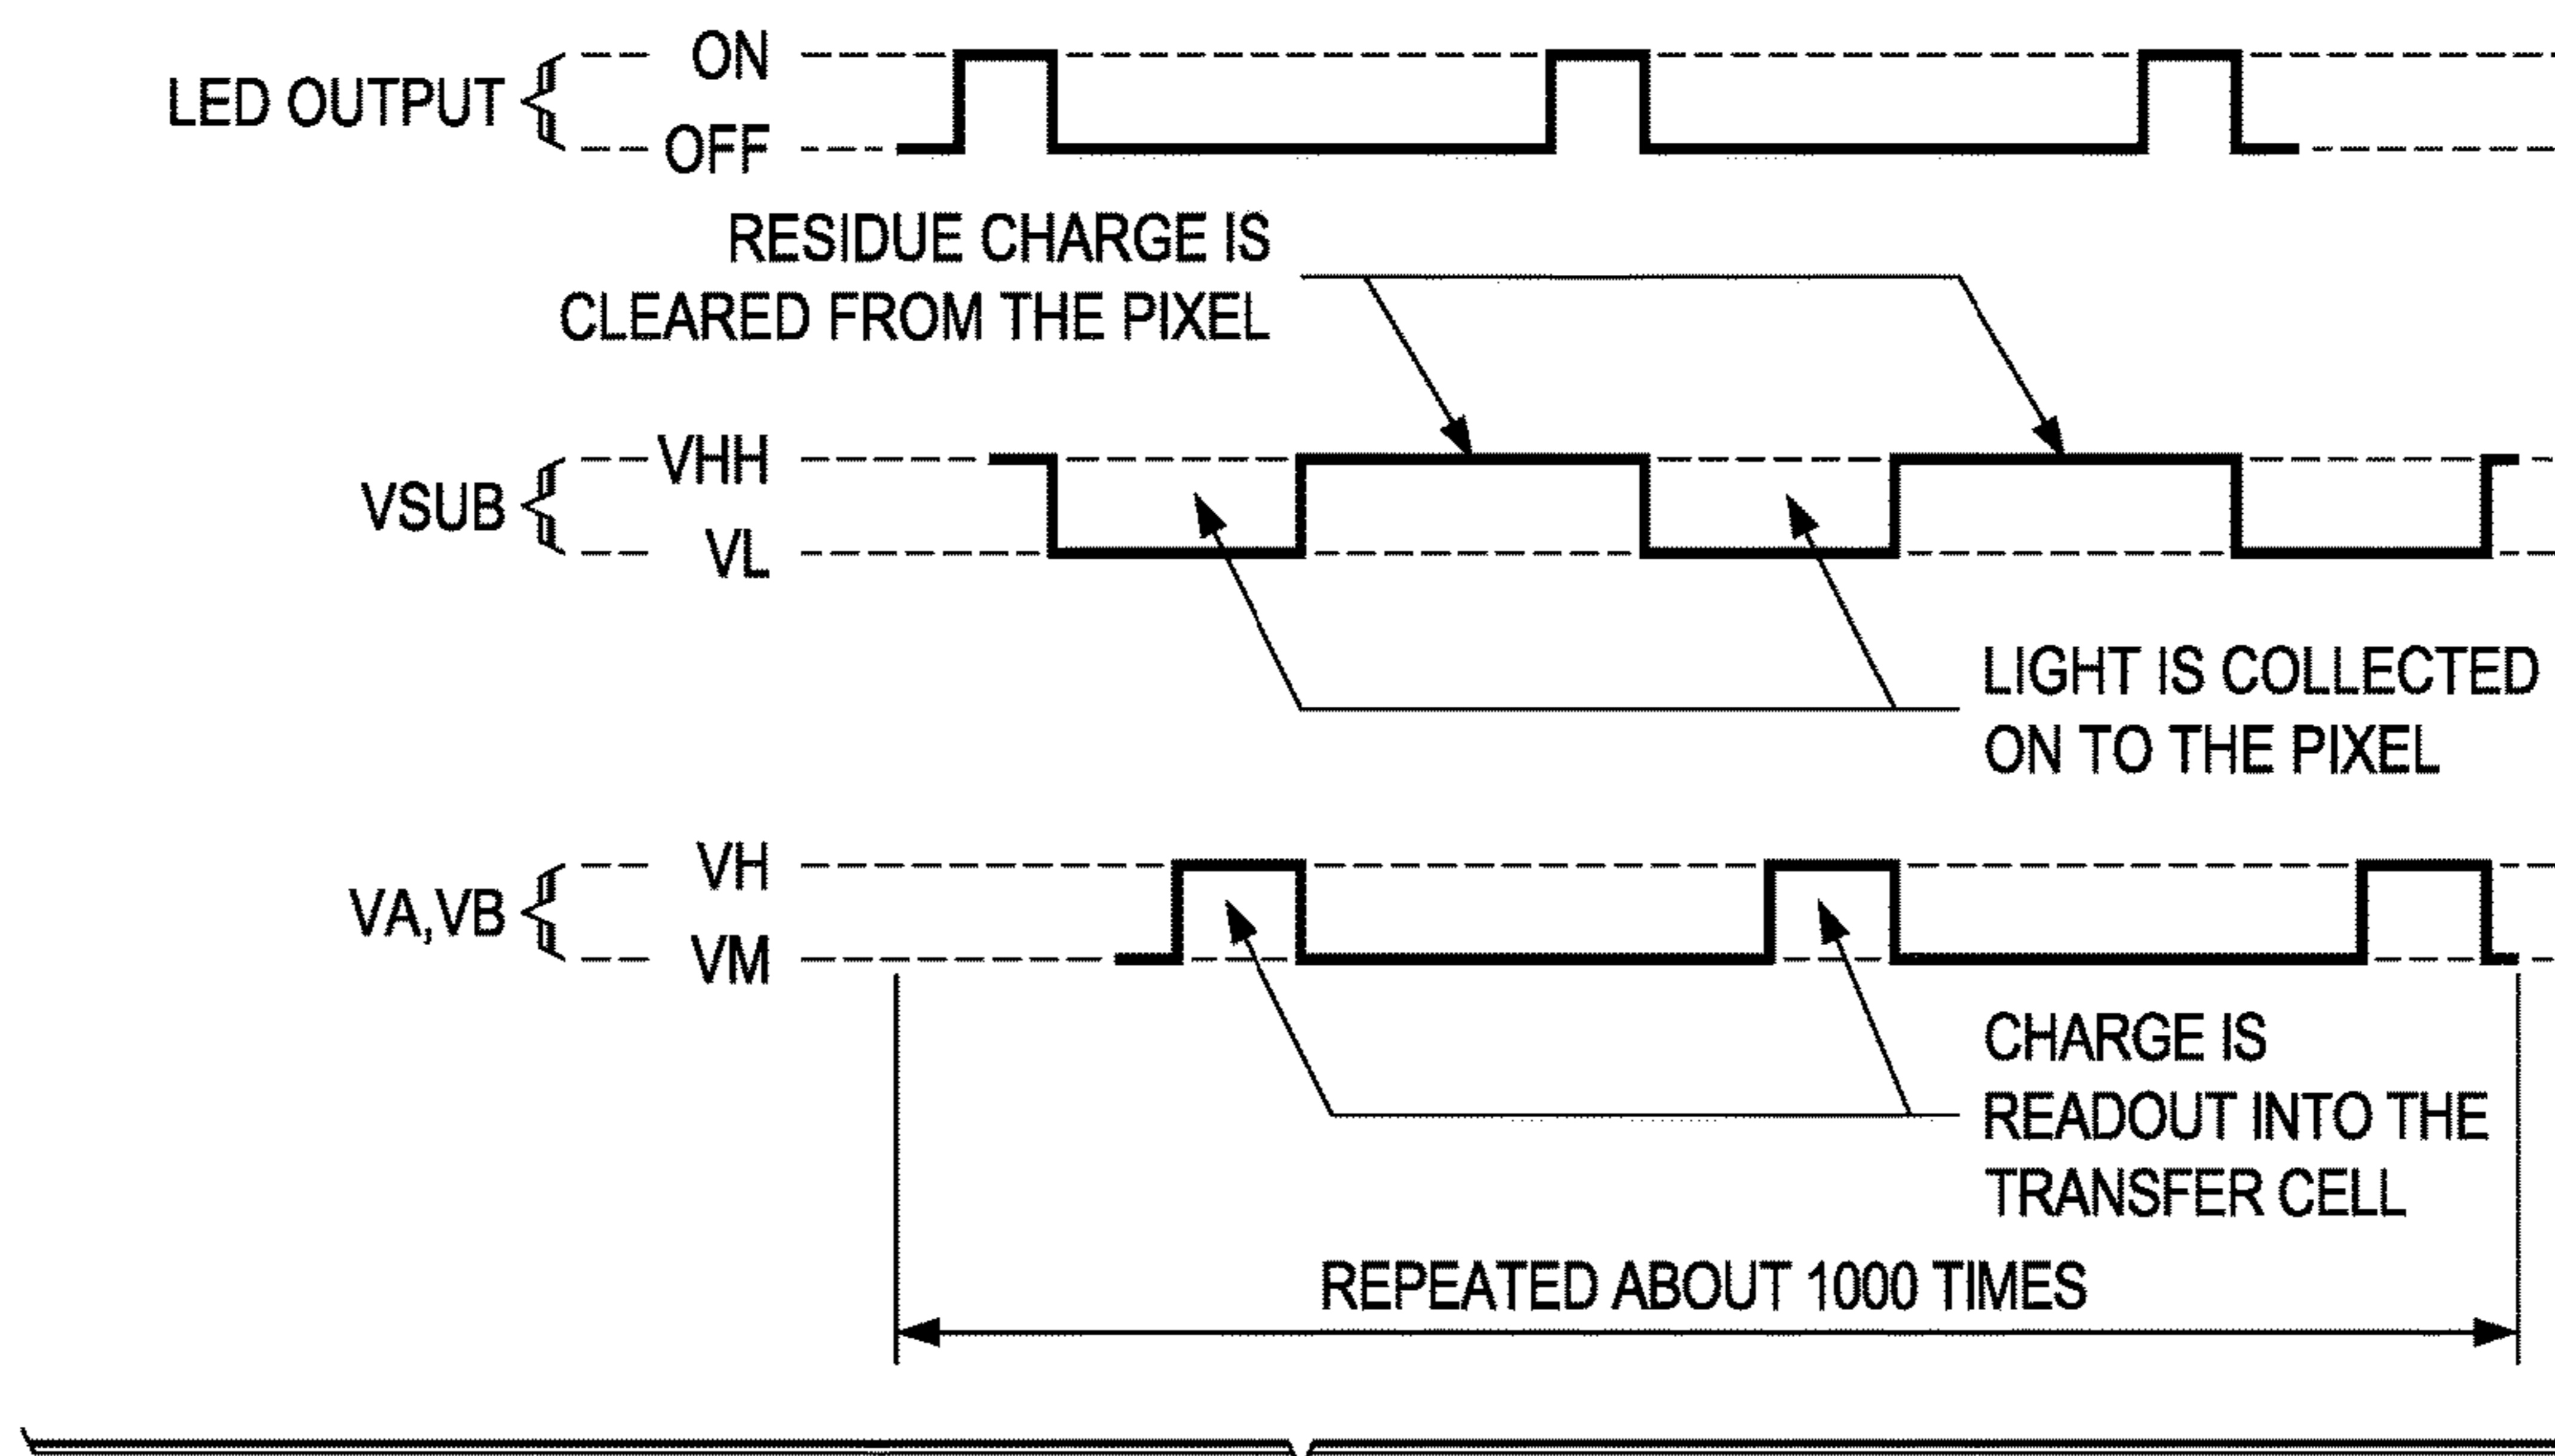 ON
LED OUTPUT
OFF
RESIDUE CHARGE IS
CLEARED FROM THE PIXEL
VHH
VSUB
VL
LIGHT IS COLLECTED
ON TO THE PIXEL
VH
VA,VB
VM
CHARGE IS
READOUT INTO THE
TRANSFER CELL
REPEATED ABOUT 1000 TIMES